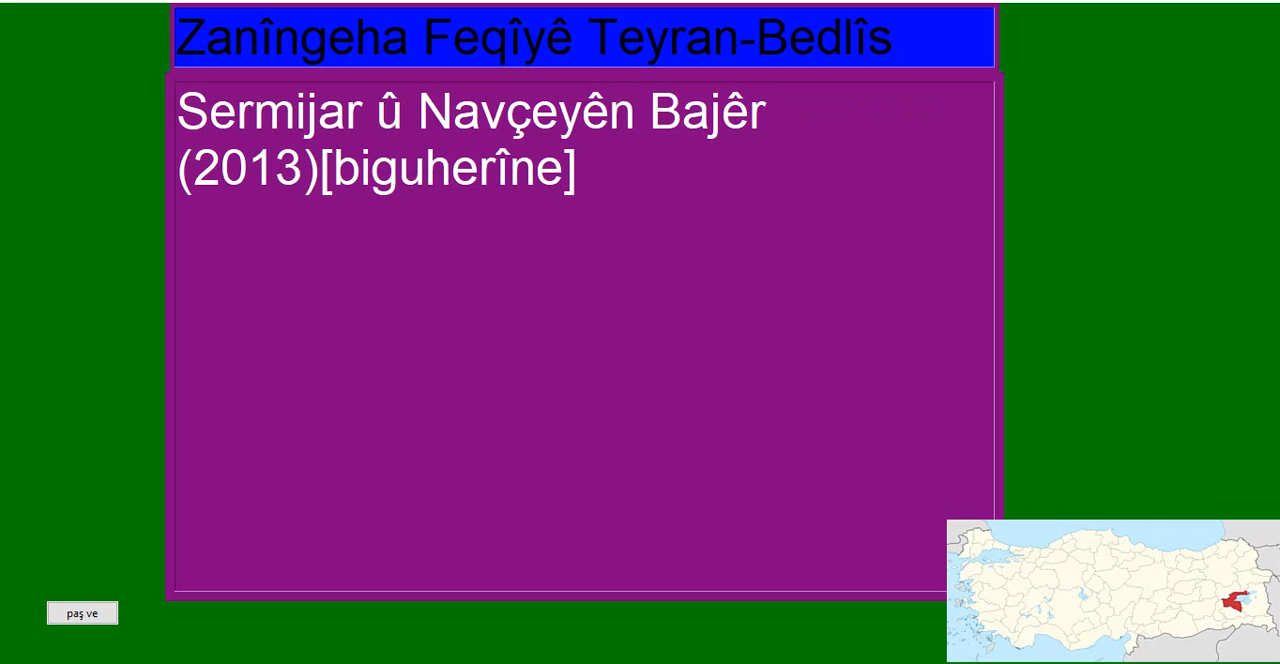 Zanîngeha Feqîyê Teyran-Bedlîs
Sermijar û Navçeyên Bajêr
(2013)[biguherîne]
paş ve